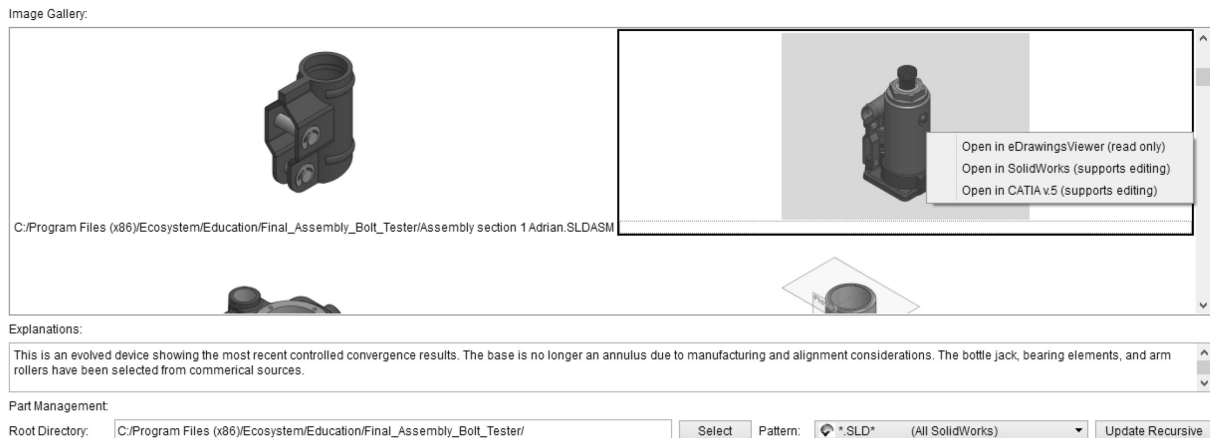 Image Gallery:
Open in eDrawingsViewer (read only)
Open in SolidWorks (supports editing)
Open in CATIA v.5 (supports editing)
C:/Program Files (x86)/Ecosystem/Education/Final_Assembly_Bolt_Tester/Assembly section 1 Adrian.SLDASM
Explanations:
This is an evolved device showing the most recent controlled convergence results. The base is no longer an annulus due to manufacturing and alignment considerations. The bottle jack, bearing elements, and arm
rollers have been selected from commerical sources.
Part Management:
Root Directory: C:/Program Files (x86)/Ecosystem/Education/Final_Assembly_Bolt_Tester/ Select Pattern: *.SLD* (All SolidWorks) Update Recursive